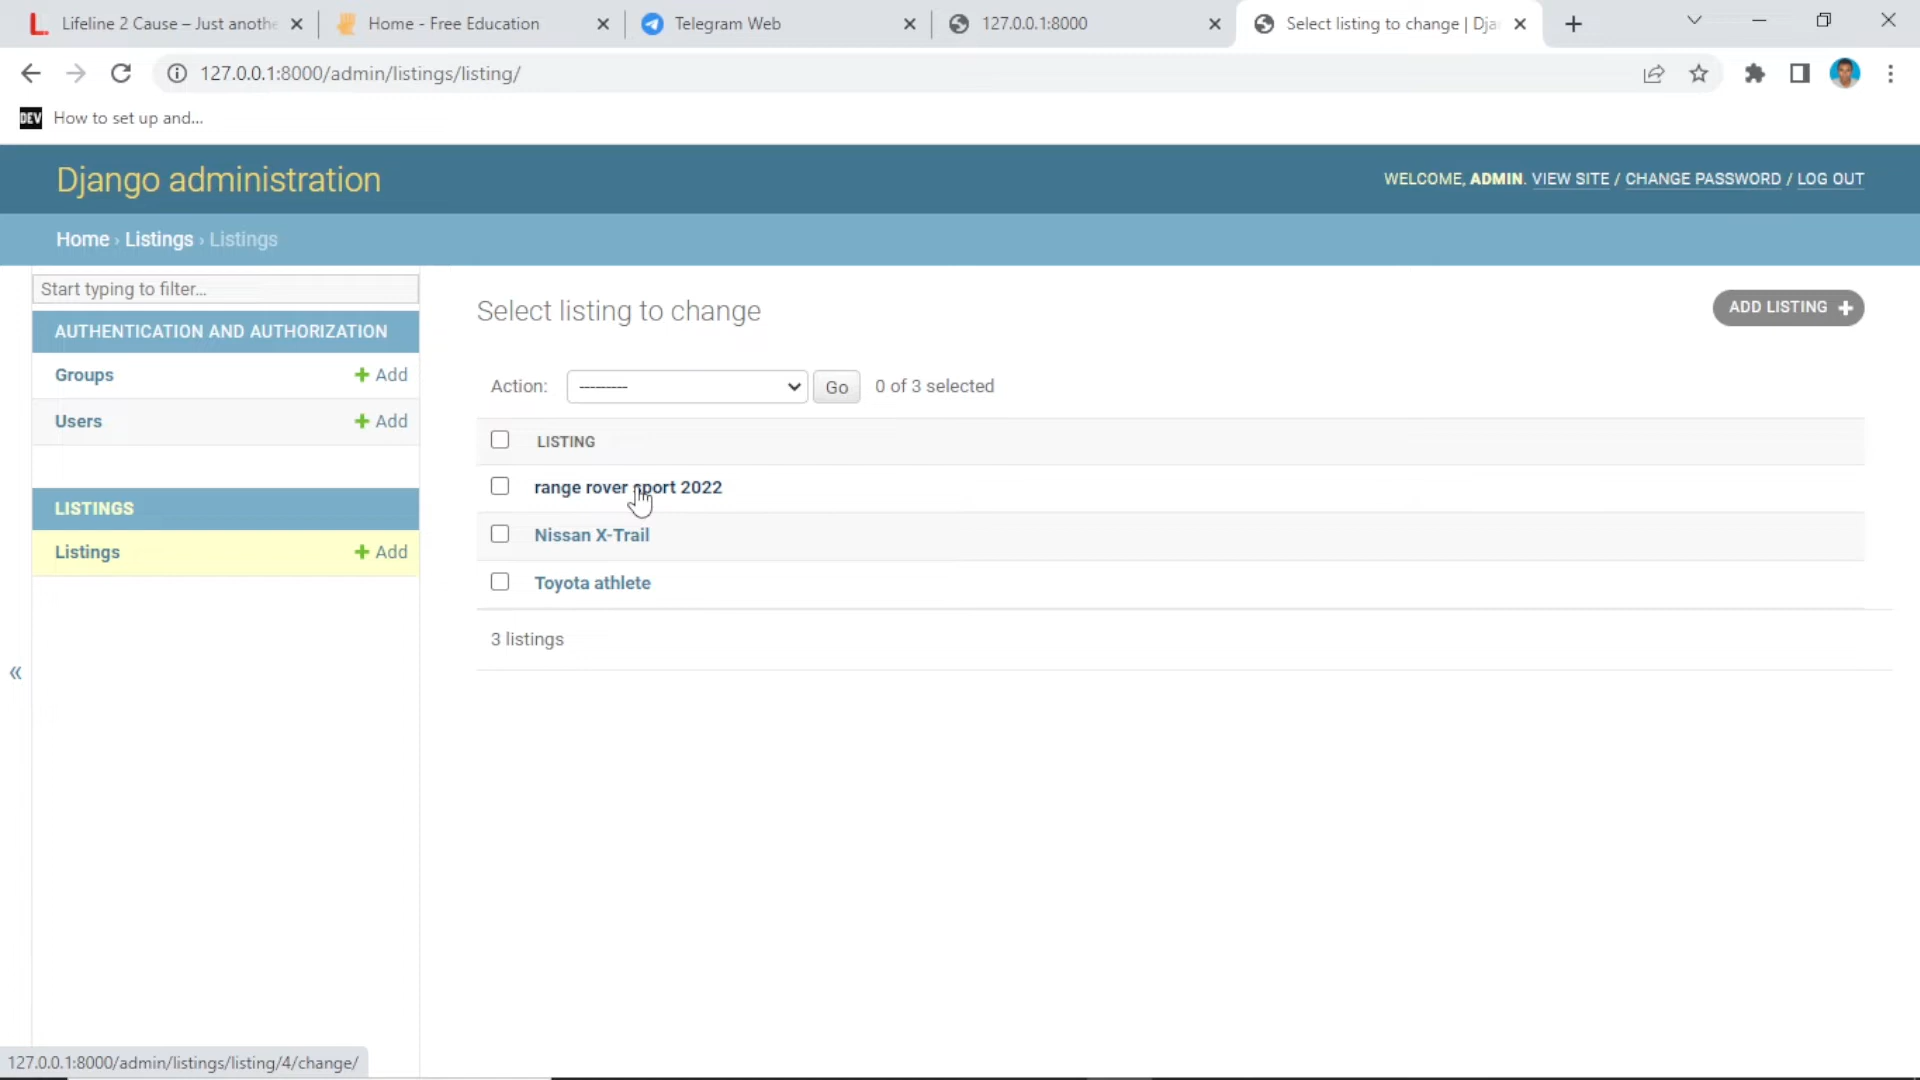 Lifeline 2 Cause – Just anothe
Home - Free Education
Telegram Web
127.0.0.1:8000
Select listing to change | Dja
127.0.0.1:8000/admin/listings/listing/
DEV How to set up and...
Django administration
WELCOME, ADMIN. VIEW SITE / CHANGE PASSWORD / LOG OUT
Home › Listings › Listings
Start typing to filter...
AUTHENTICATION AND AUTHORIZATION
Groups + Add
Users + Add
LISTINGS
Listings + Add
«
Select listing to change
ADD LISTING +
Action: --------- Go 0 of 3 selected
LISTING
range rover sport 2022
Nissan X-Trail
Toyota athlete
3 listings
127.0.0.1:8000/admin/listings/listing/4/change/